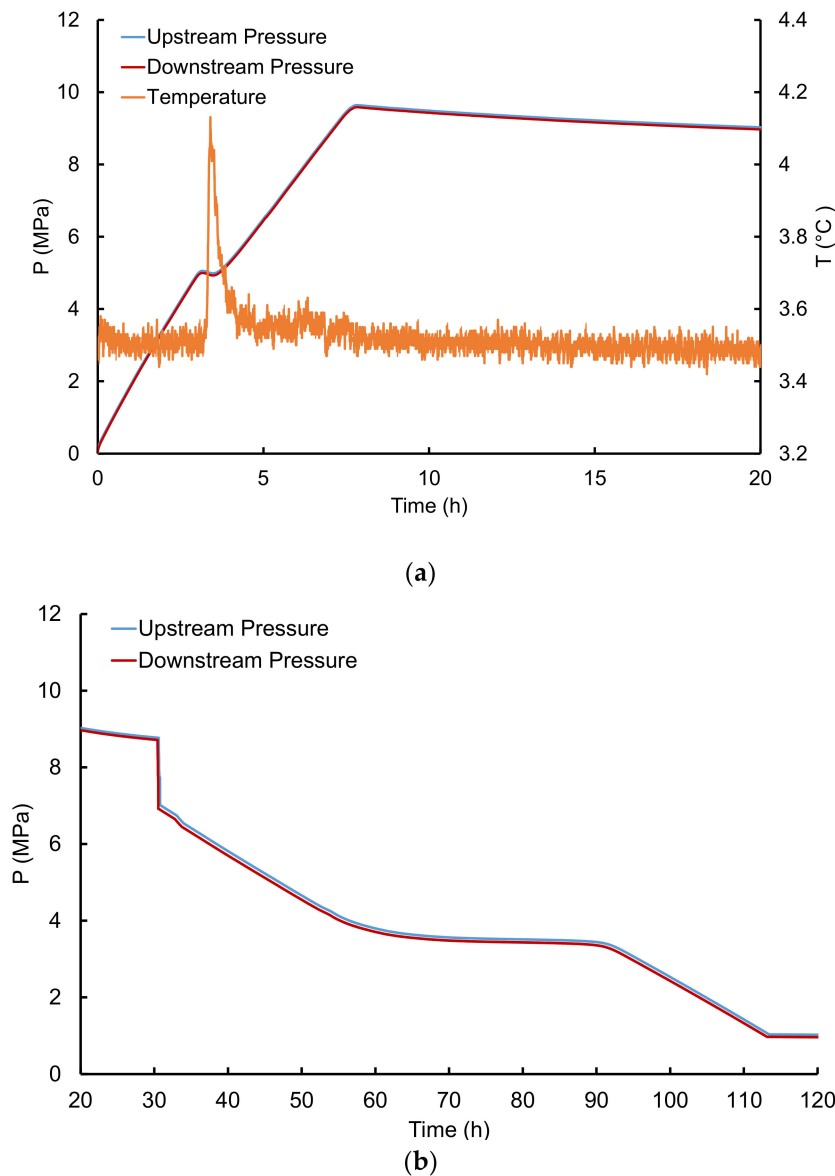 12 4.4
Upstream Pressure
Downstream Pressure
Temperature
10 4.2
8 4
P (MPa) 6 3.8 T (°C)
4 3.6
2 3.4
0 3.2
0 5 10 15 20
Time (h)
(a)
12
Upstream Pressure
Downstream Pressure
10
8
P (MPa) 6
4
2
0
20 30 40 50 60 70 80 90 100 110 120
Time (h)
(b)